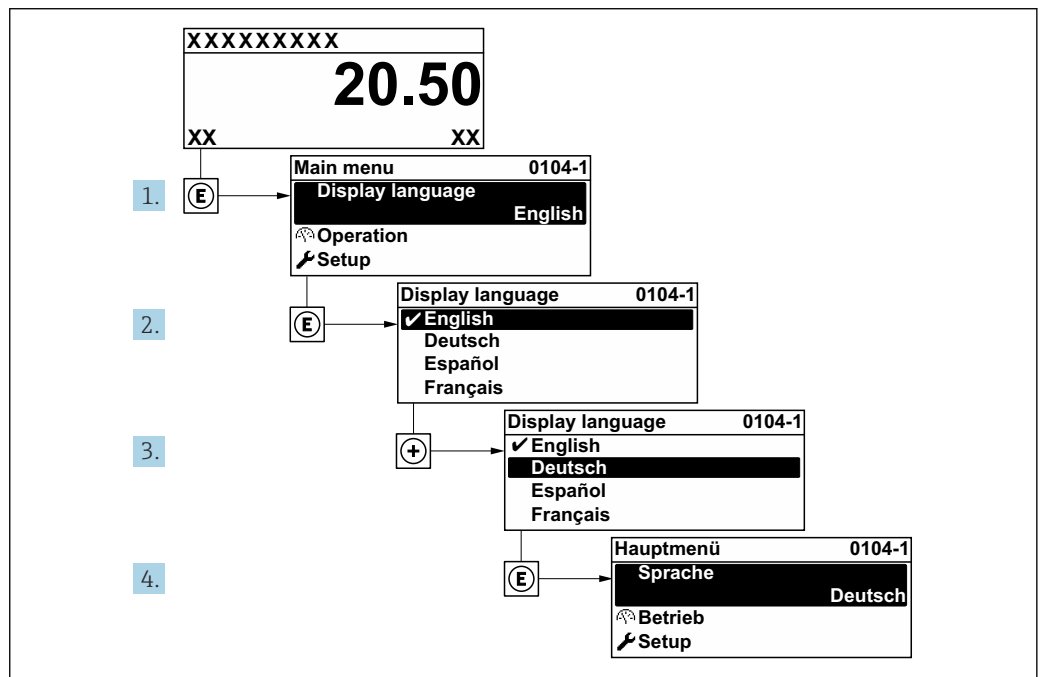 XXXXXXXXX
20.50
XX XX
1. E
Main menu 0104-1
Display language
English
Operation
Setup
2. E
Display language 0104-1
✔English
Deutsch
Español
Français
3. +
Display language 0104-1
✔English
Deutsch
Español
Français
4. E
Hauptmenü 0104-1
Sprache
Deutsch
Betrieb
Setup